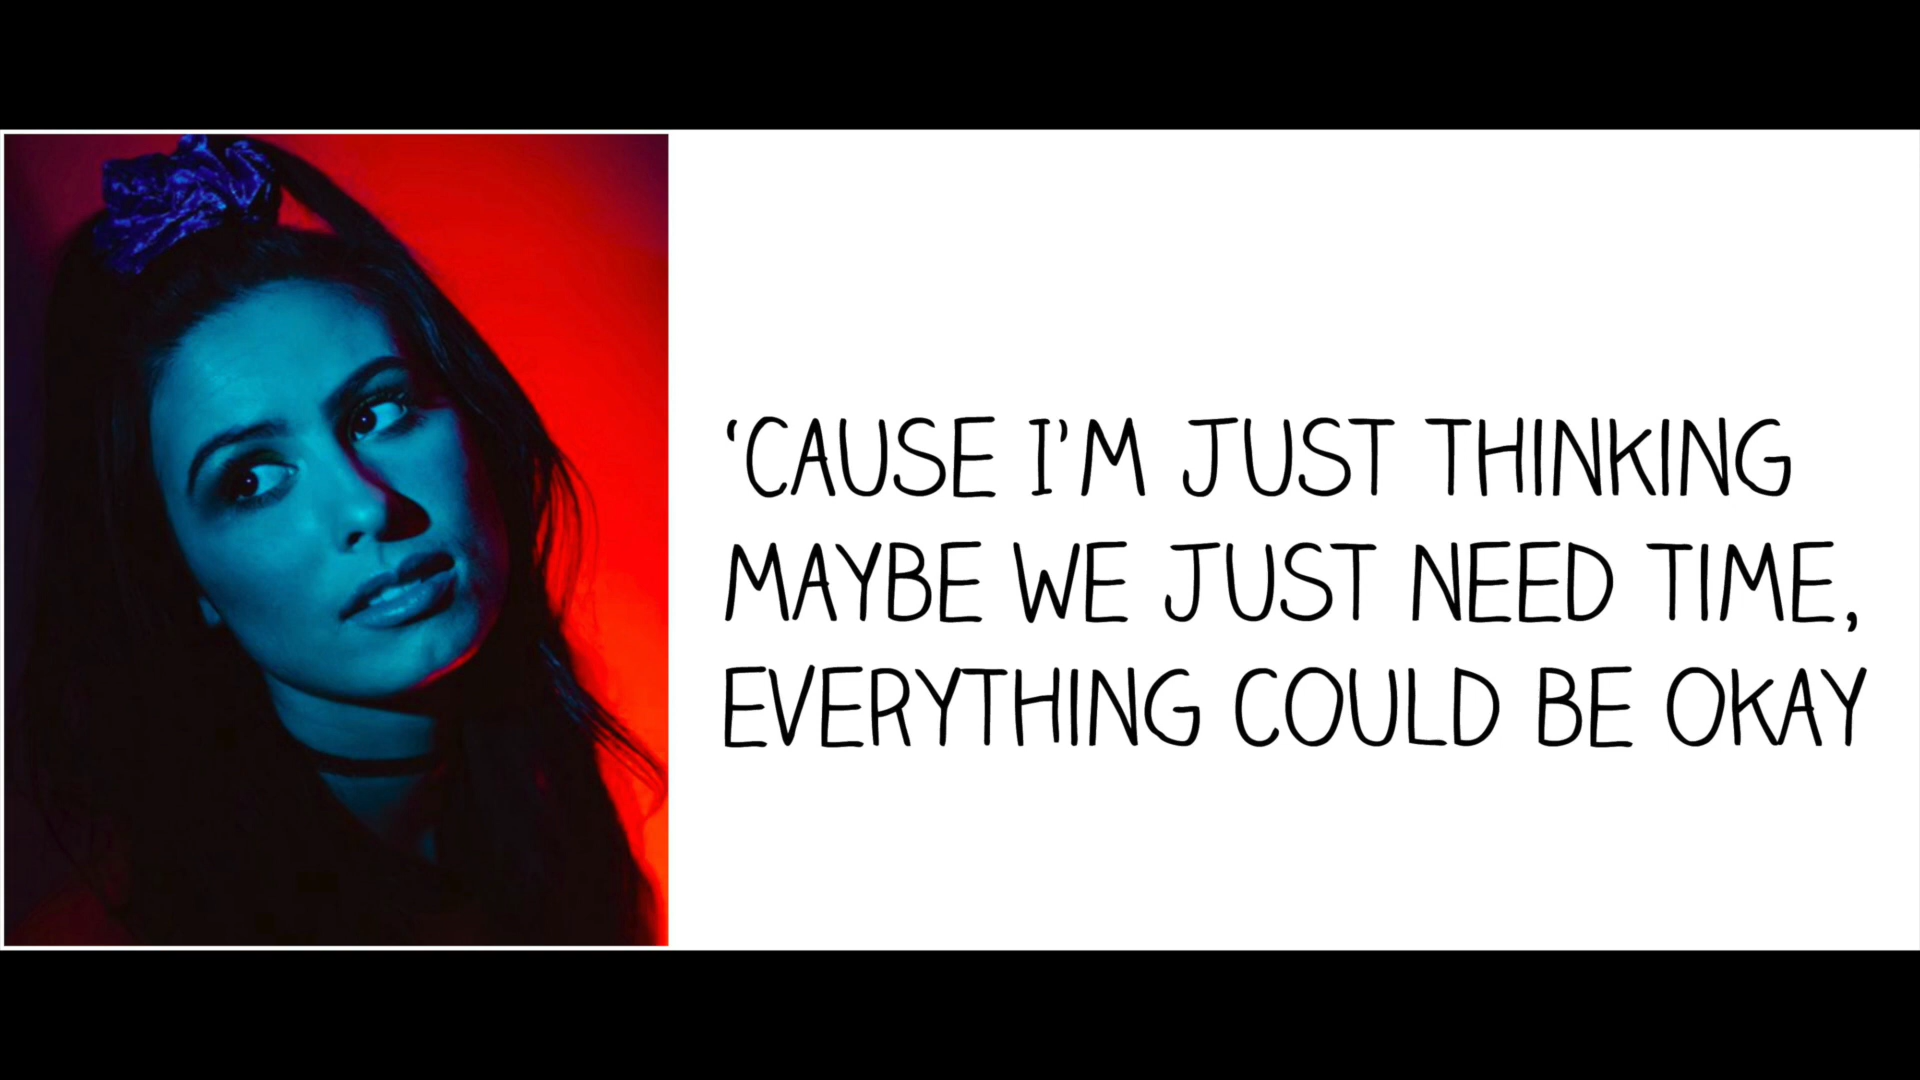 ‘CAUSE I’M JUST THINKING
MAYBE WE JUST NEED TIME,
EVERYTHING COULD BE OKAY